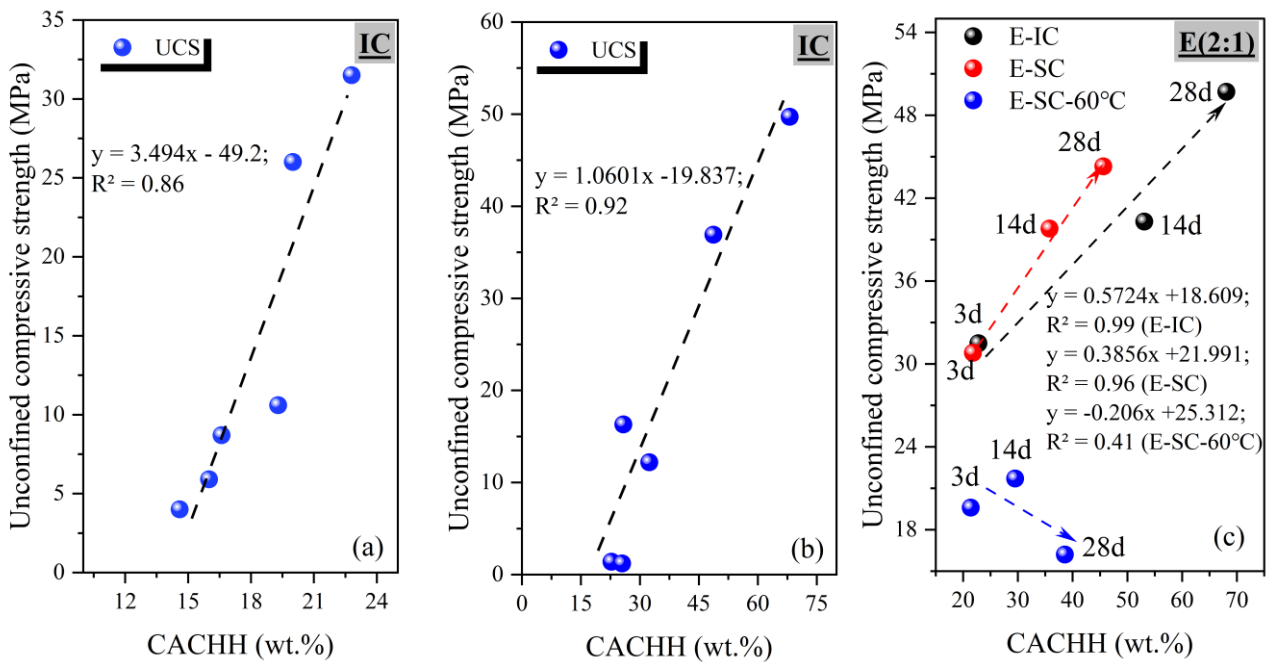 35
30
25
20
15
10
5
0
12
15
18
21
24
Unconfined compressive strength (MPa)
CACHH (wt.%)
UCS
IC
y = 3.494x - 49.2;
R² = 0.86
(a)
60
50
40
30
20
10
0
0
15
30
45
60
75
Unconfined compressive strength (MPa)
CACHH (wt.%)
UCS
IC
y = 1.0601x -19.837;
R² = 0.92
(b)
54
48
42
36
30
24
18
20
30
40
50
60
70
Unconfined compressive strength (MPa)
CACHH (wt.%)
E-IC
E-SC
E-SC-60℃
E(2:1)
28d
28d
14d
14d
3d
3d
y = 0.5724x +18.609;
R² = 0.99 (E-IC)
y = 0.3856x +21.991;
R² = 0.96 (E-SC)
y = -0.206x +25.312;
R² = 0.41 (E-SC-60℃)
14d
3d
28d
(c)